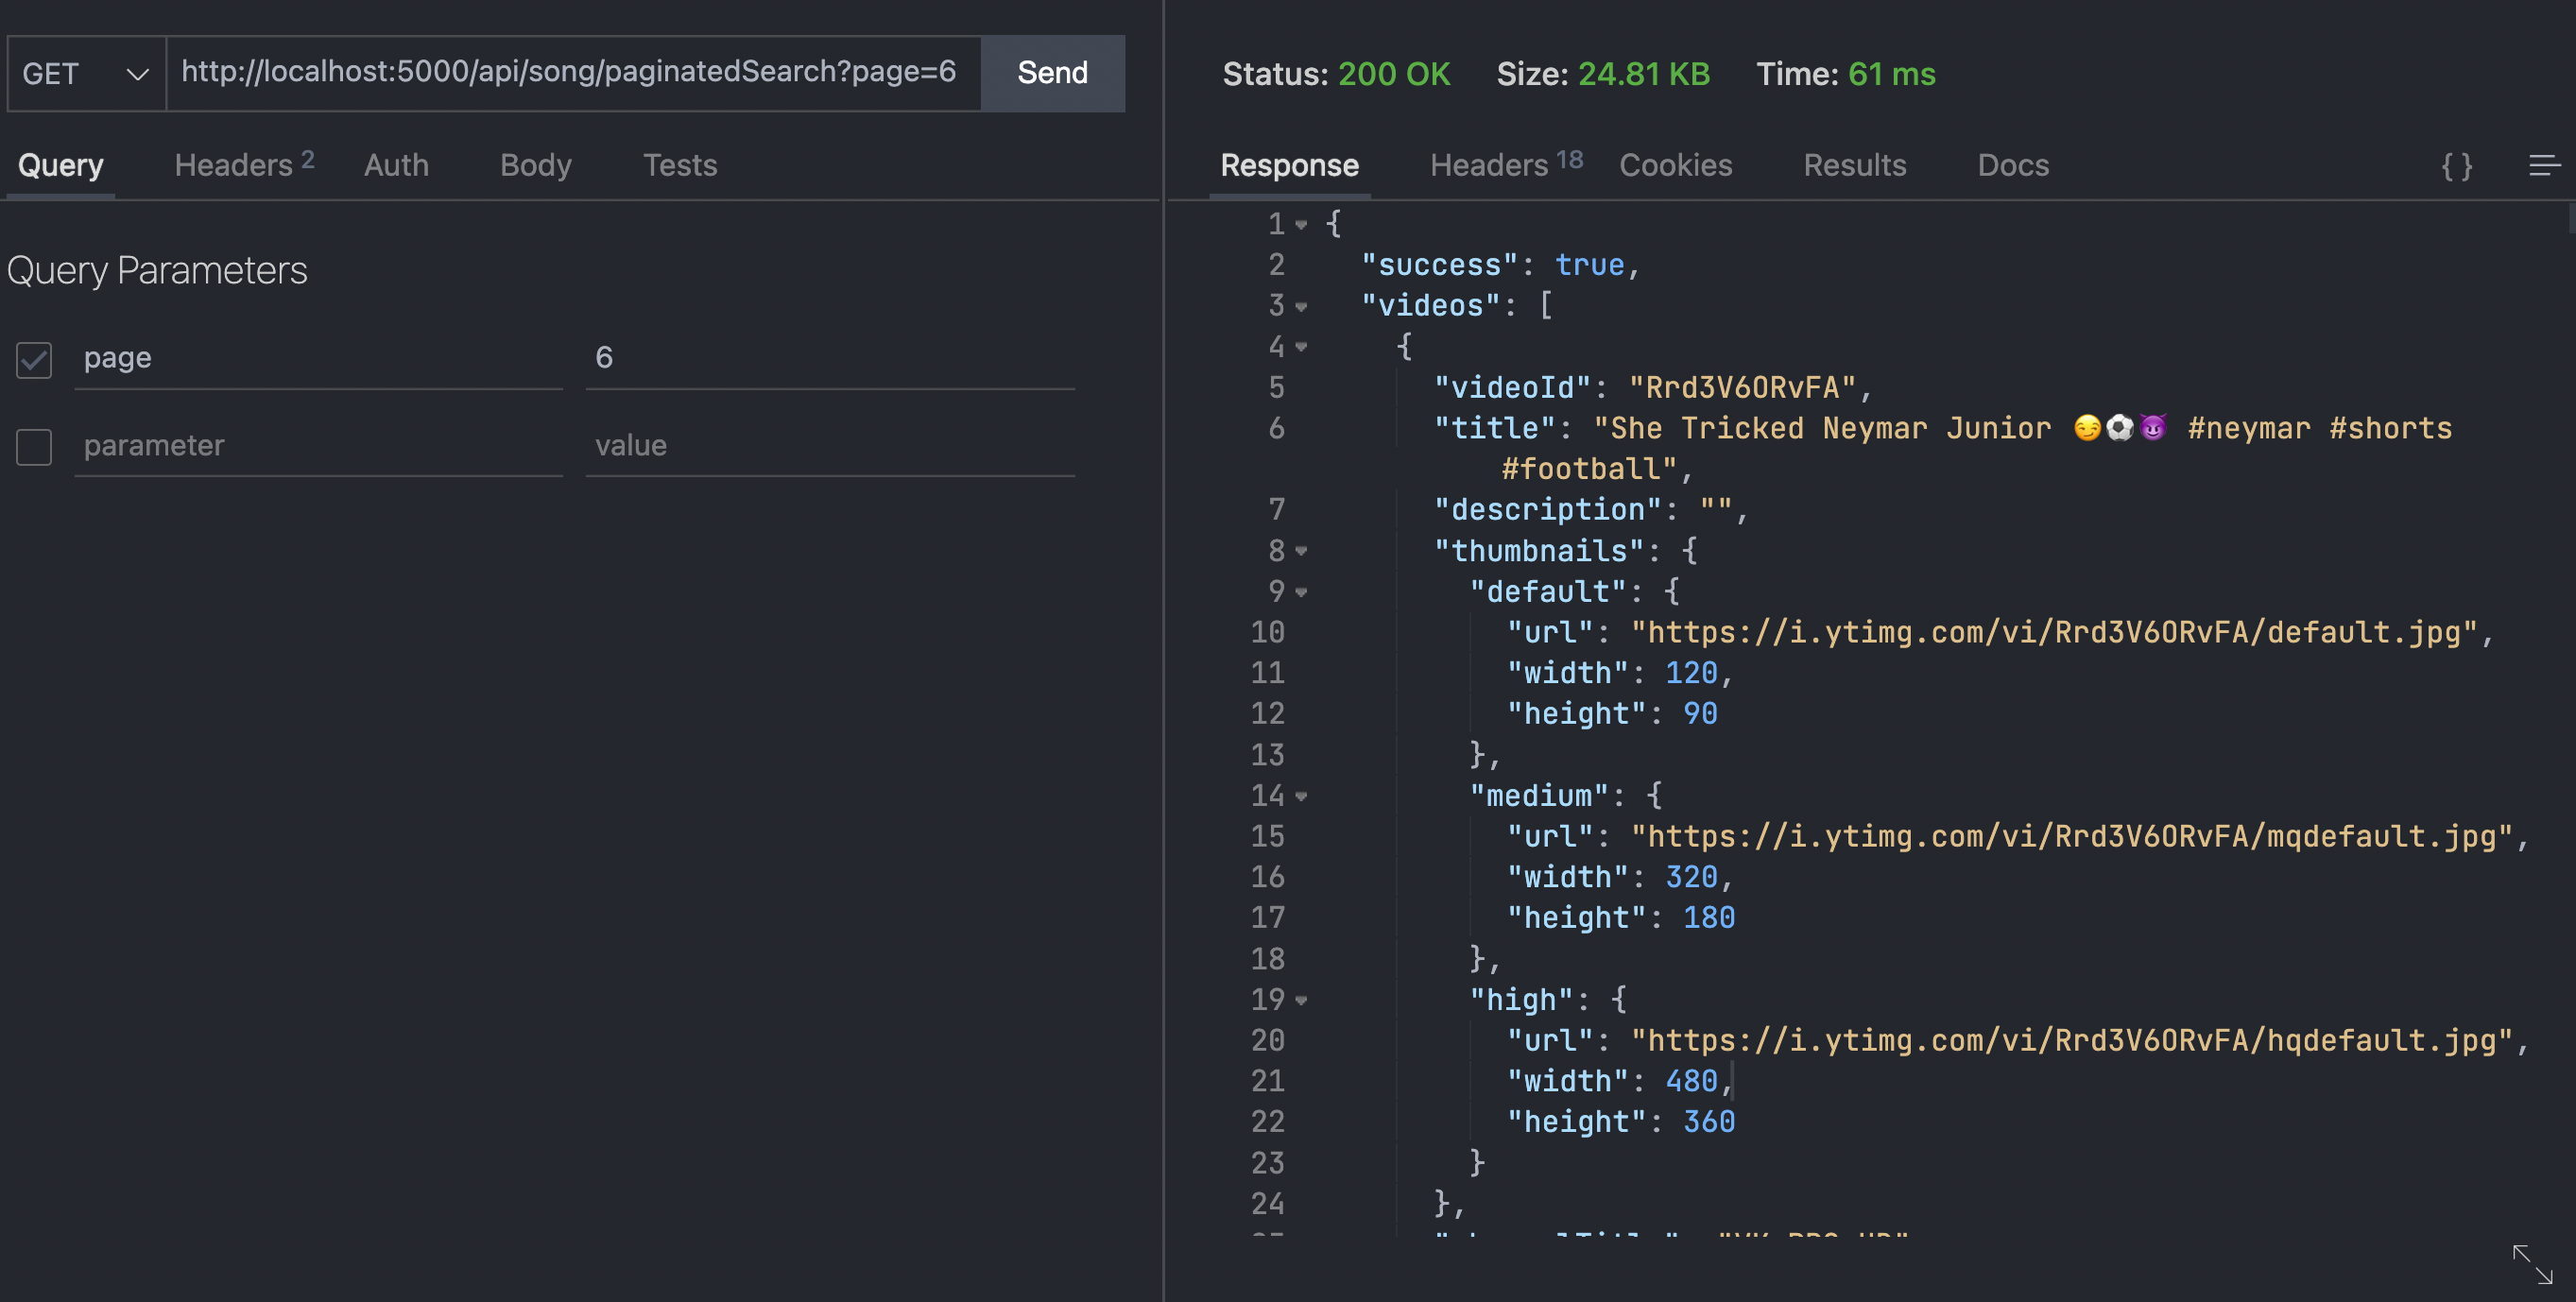 GET http://localhost:5000/api/song/paginatedSearch?page=6 Send
Query Headers 2 Auth Body Tests
Query Parameters
page 6
parameter value
Status: 200 OK Size: 24.81 KB Time: 61 ms
Response Headers 18 Cookies Results Docs {}
1 {
2 "success": true,
3 "videos": [
4 {
5 "videoId": "Rrd3V6ORvFA",
6 "title": "She Tricked Neymar Junior 😏⚽😈 #neymar #shorts
#football",
7 "description": "",
8 "thumbnails": {
9 "default": {
10 "url": "https://i.ytimg.com/vi/Rrd3V6ORvFA/default.jpg",
11 "width": 120,
12 "height": 90
13 },
14 "medium": {
15 "url": "https://i.ytimg.com/vi/Rrd3V6ORvFA/mqdefault.jpg",
16 "width": 320,
17 "height": 180
18 },
19 "high": {
20 "url": "https://i.ytimg.com/vi/Rrd3V6ORvFA/hqdefault.jpg",
21 "width": 480,
22 "height": 360
23 }
24 },